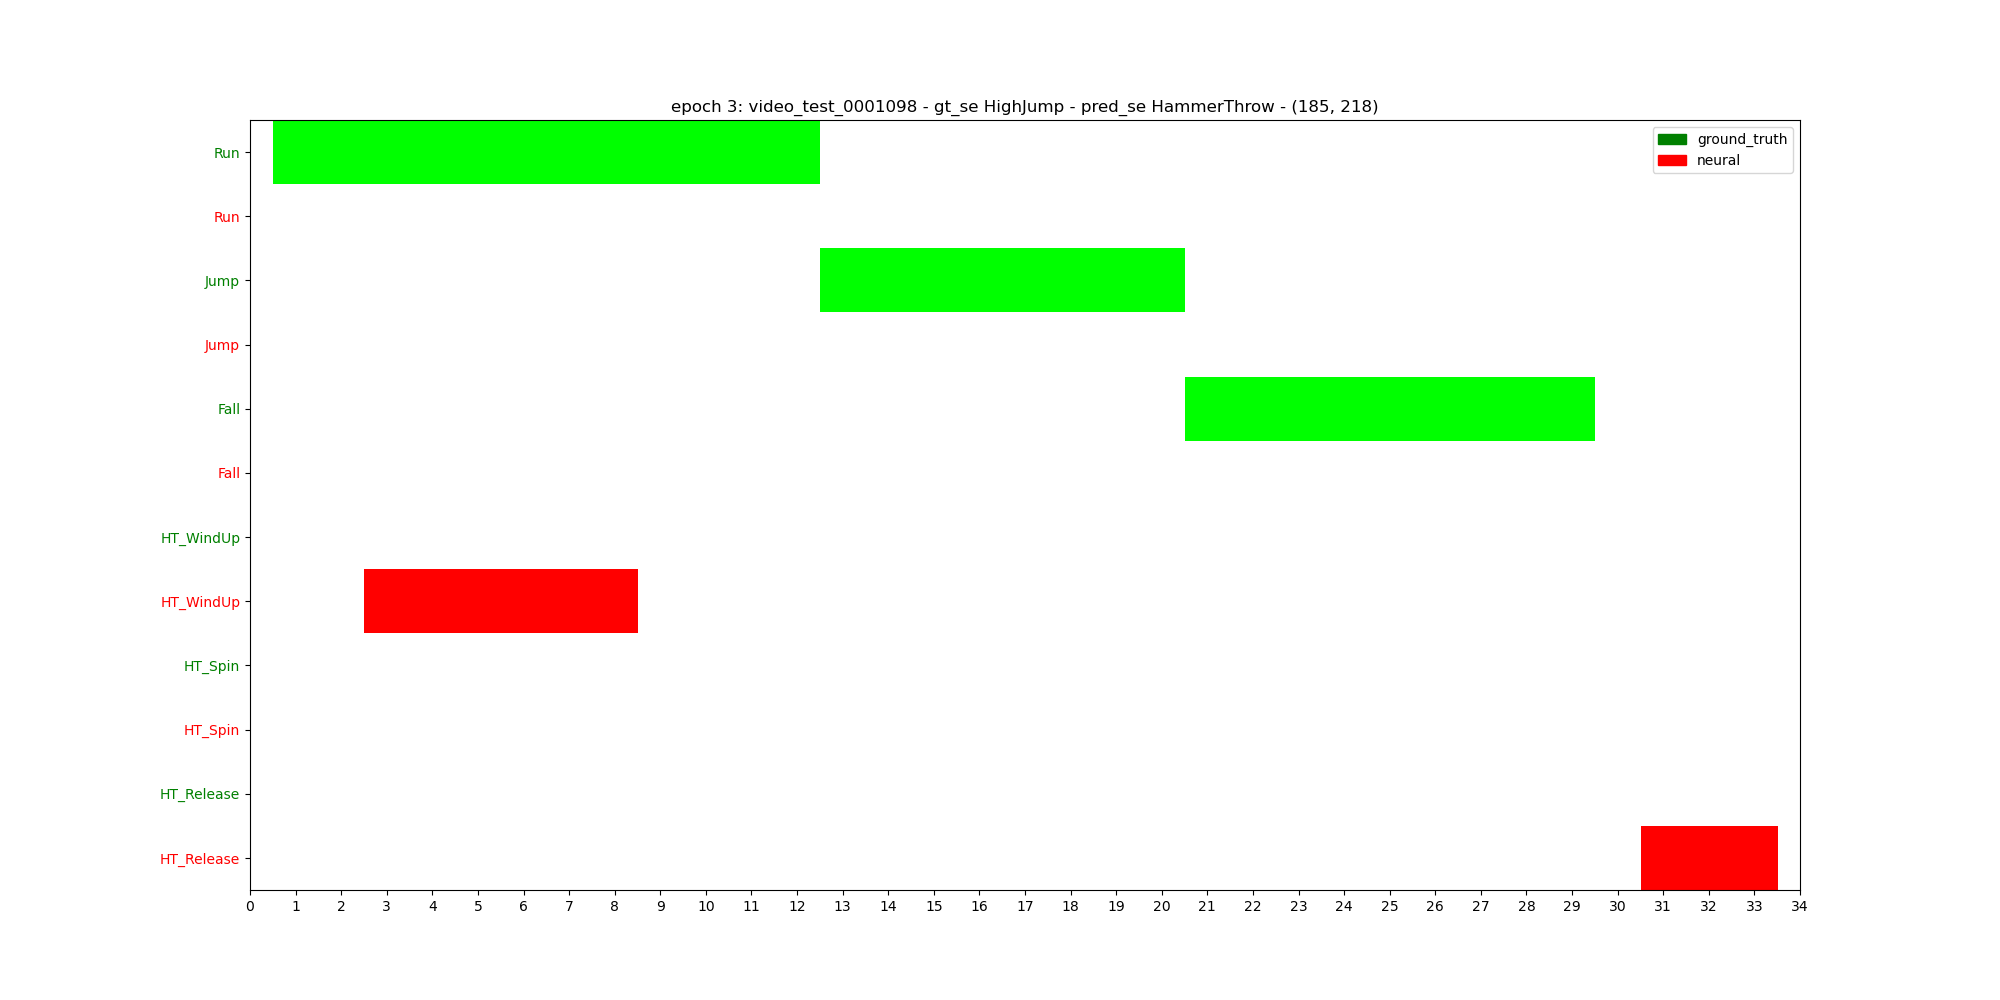 epoch 3: video_test_0001098 - gt_se HighJump - pred_se HammerThrow - (185, 218)
ground_truth
neural
Run
Run
Jump
Jump
Fall
Fall
HT_WindUp
HT_WindUp
HT_Spin
HT_Spin
HT_Release
HT_Release
0 1 2 3 4 5 6 7 8 9 10 11 12 13 14 15 16 17 18 19 20 21 22 23 24 25 26 27 28 29 30 31 32 33 34